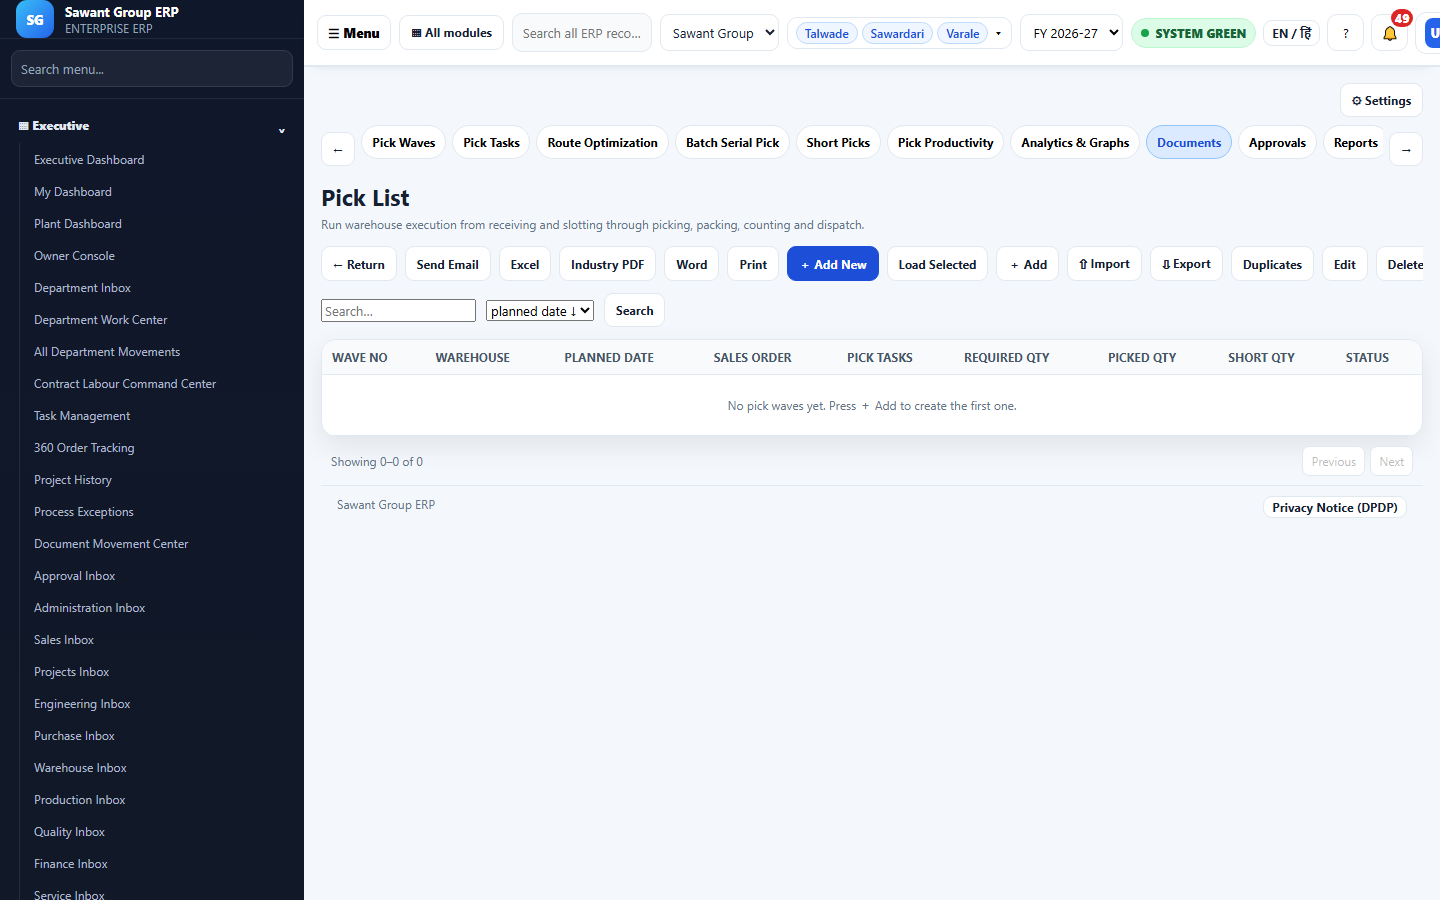 SG
Sawant Group ERP
ENTERPRISE ERP
Search menu...
Executive
Executive Dashboard
My Dashboard
Plant Dashboard
Owner Console
Department Inbox
Department Work Center
All Department Movements
Contract Labour Command Center
Task Management
360 Order Tracking
Project History
Process Exceptions
Document Movement Center
Approval Inbox
Administration Inbox
Sales Inbox
Projects Inbox
Engineering Inbox
Purchase Inbox
Warehouse Inbox
Production Inbox
Quality Inbox
Finance Inbox
Service Inbox
☰ Menu
All modules
Search all ERP reco...
Sawant Group
Talwade
Sawardari
Varale
FY 2026-27
SYSTEM GREEN
EN / हिं
?
49
U
⚙ Settings
←
Pick Waves
Pick Tasks
Route Optimization
Batch Serial Pick
Short Picks
Pick Productivity
Analytics & Graphs
Documents
Approvals
Reports
→
Pick List
Run warehouse execution from receiving and slotting through picking, packing, counting and dispatch.
← Return
Send Email
Excel
Industry PDF
Word
Print
+ Add New
Load Selected
+ Add
⇧ Import
⇩ Export
Duplicates
Edit
Delete
Search...
planned date ↓
Search
WAVE NO WAREHOUSE PLANNED DATE SALES ORDER PICK TASKS REQUIRED QTY PICKED QTY SHORT QTY STATUS
No pick waves yet. Press + Add to create the first one.
Showing 0–0 of 0
Previous
Next
Sawant Group ERP
Privacy Notice (DPDP)